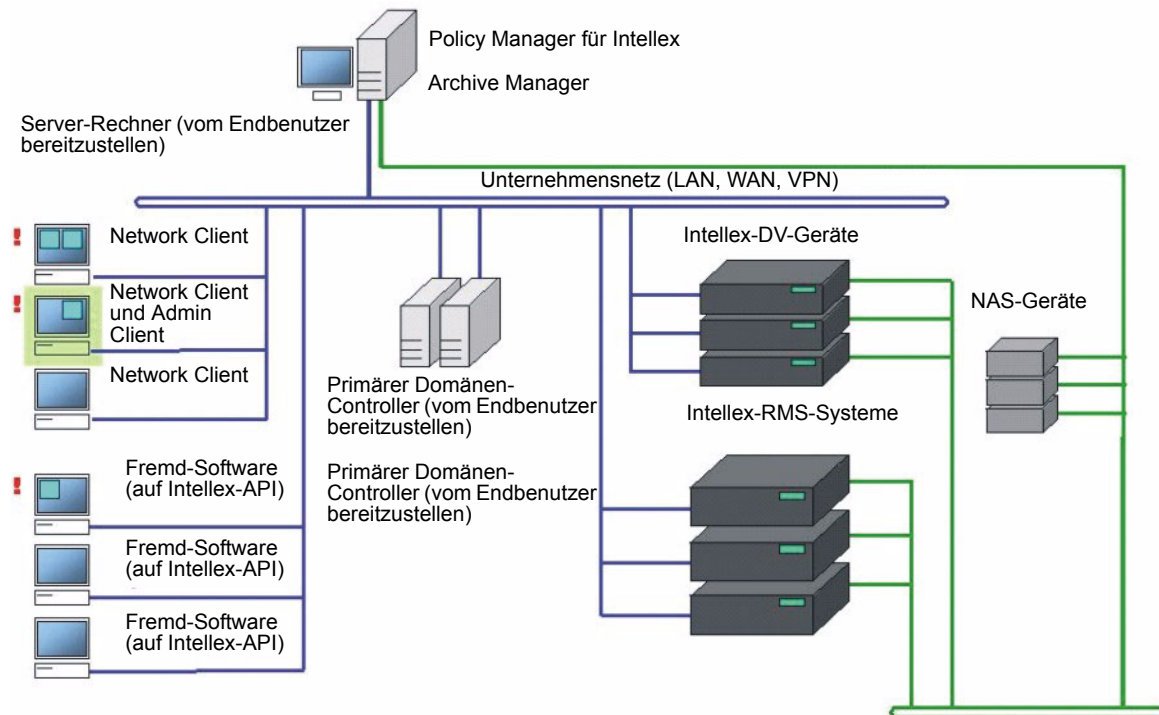 Policy Manager für Intellex
Archive Manager
Server-Rechner (vom Endbenutzer
bereitzustellen)
Unternehmensnetz (LAN, WAN, VPN)
! Network Client
! Network Client
und Admin
Client
Network Client
! Fremd-Software
(auf Intellex-API)
Fremd-Software
(auf Intellex-API)
Fremd-Software
(auf Intellex-API)
Primärer Domänen-
Controller (vom Endbenutzer
bereitzustellen)
Primärer Domänen-
Controller (vom Endbenutzer
bereitzustellen)
Intellex-DV-Geräte
Intellex-RMS-Systeme
NAS-Geräte